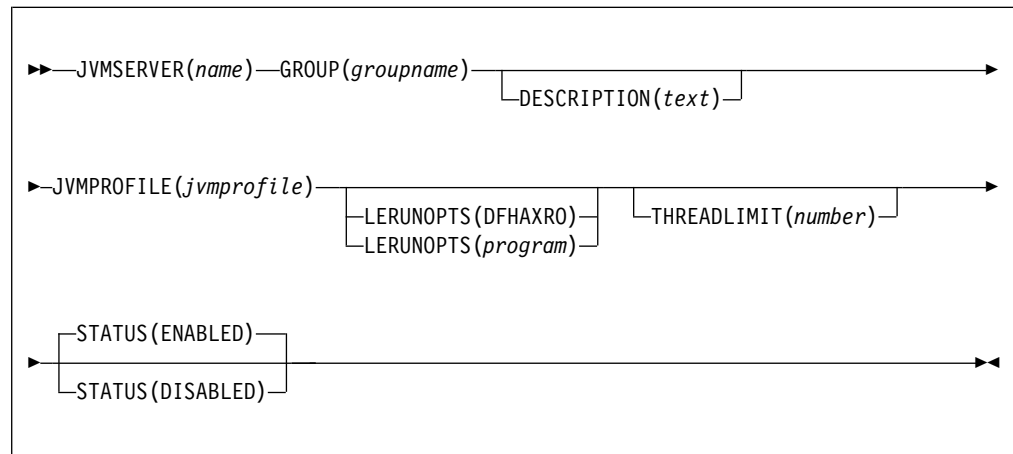 JVMSERVER(name) GROUP(groupname)
DESCRIPTION(text)
JVMPROFILE(jvmprofile)
LERUNOPTS(DFHAXRO)
LERUNOPTS(program)
THREADLIMIT(number)
STATUS(ENABLED)
STATUS(DISABLED)